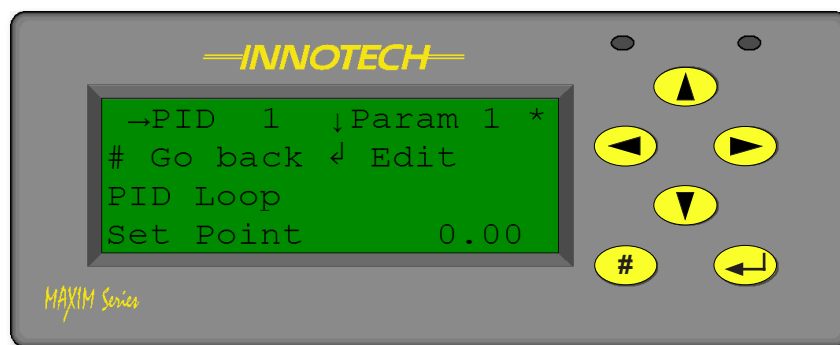 INNOTECH
→PID 1 ↓Param 1 *
# Go back ↲ Edit
PID Loop
Set Point 0.00
#
MAXIM Series